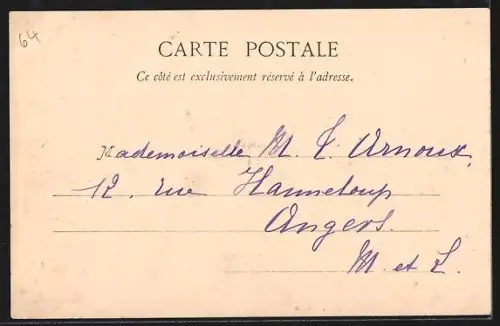 64
CARTE POSTALE
Ce côté est exclusivement réservé à l'adresse.
Mademoiselle M. L. Arnoux,
12. rue Hanneloup
Angers.
M. et L.